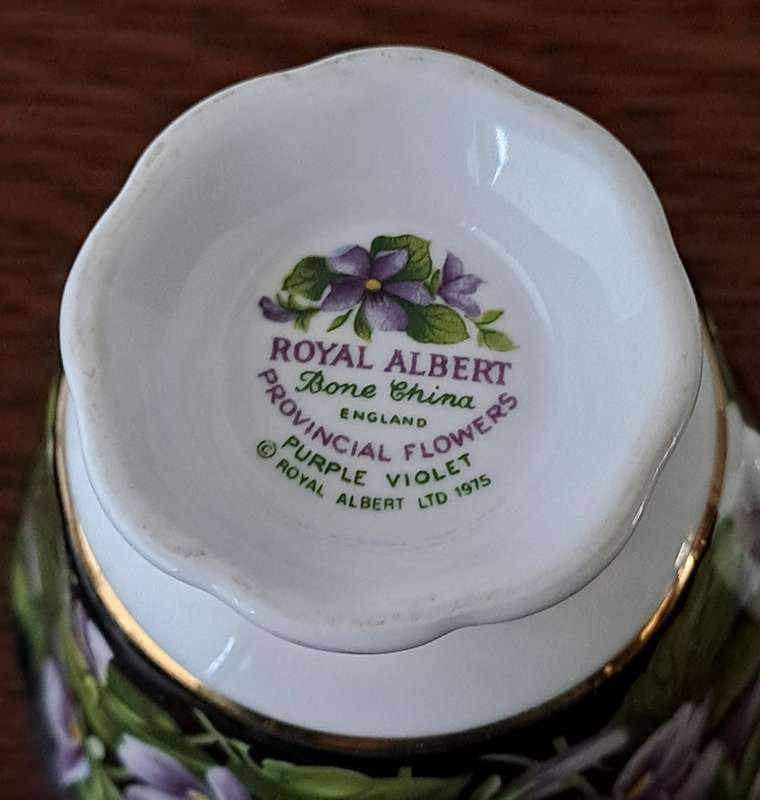 ROYAL ALBERT
Bone China
ENGLAND
PROVINCIAL FLOWERS
PURPLE VIOLET
© ROYAL ALBERT LTD 1975